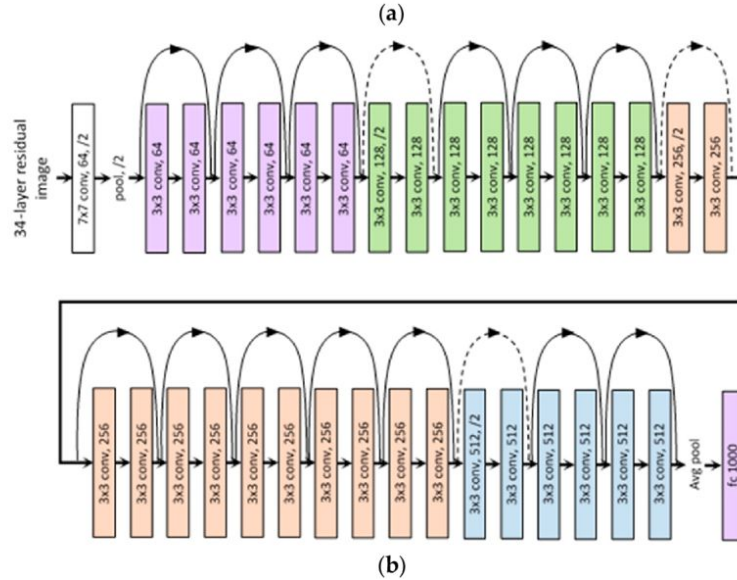 (a)
34-layer residual
image
7x7 conv, 64, /2
pool, /2
3x3 conv, 64
3x3 conv, 64
3x3 conv, 64
3x3 conv, 64
3x3 conv, 64
3x3 conv, 64
3x3 conv, 128, /2
3x3 conv, 128
3x3 conv, 128
3x3 conv, 128
3x3 conv, 128
3x3 conv, 128
3x3 conv, 128
3x3 conv, 128
3x3 conv, 256, /2
3x3 conv, 256
3x3 conv, 256
3x3 conv, 256
3x3 conv, 256
3x3 conv, 256
3x3 conv, 256
3x3 conv, 256
3x3 conv, 256
3x3 conv, 256
3x3 conv, 256
3x3 conv, 256
3x3 conv, 512, /2
3x3 conv, 512
3x3 conv, 512
3x3 conv, 512
3x3 conv, 512
3x3 conv, 512
Avg pool
fc 1000
(b)